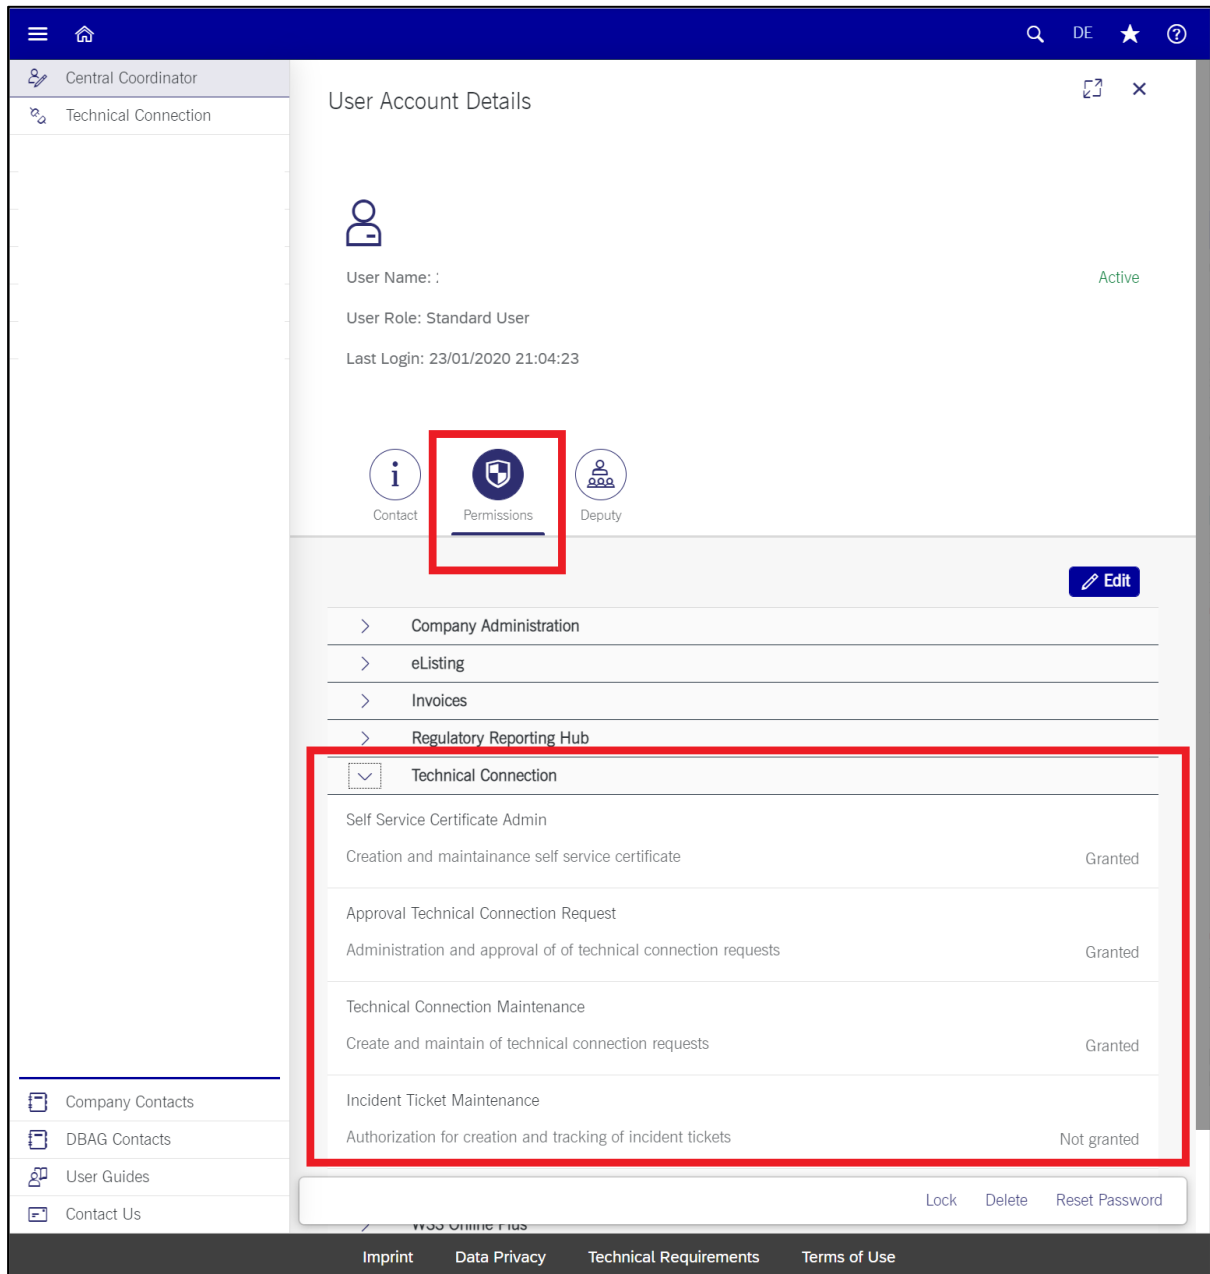 DE
Central Coordinator
Technical Connection
User Account Details
User Name: :
Active
User Role: Standard User
Last Login: 23/01/2020 21:04:23
Contact
Permissions
Deputy
Edit
Company Administration
eListing
Invoices
Regulatory Reporting Hub
Technical Connection
Self Service Certificate Admin
Creation and maintainance self service certificate
Granted
Approval Technical Connection Request
Administration and approval of of technical connection requests
Granted
Technical Connection Maintenance
Create and maintain of technical connection requests
Granted
Incident Ticket Maintenance
Authorization for creation and tracking of incident tickets
Not granted
Company Contacts
DBAG Contacts
User Guides
Contact Us
Lock Delete Reset Password
WSS Online Plus
Imprint Data Privacy Technical Requirements Terms of Use